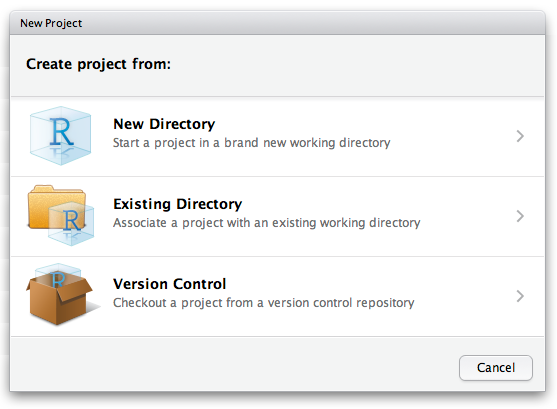 New Project
Create project from:
R
New Directory
Start a project in a brand new working directory
R
Existing Directory
Associate a project with an existing working directory
R
Version Control
Checkout a project from a version control repository
Cancel